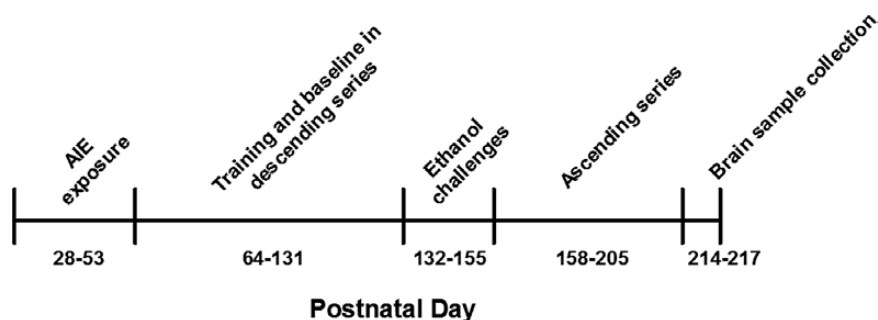 AIE
exposure
Training and baseline in
descending series
Ethanol
challenges
Ascending series
Brain sample collection
28-53
64-131
132-155
158-205
214-217
Postnatal Day